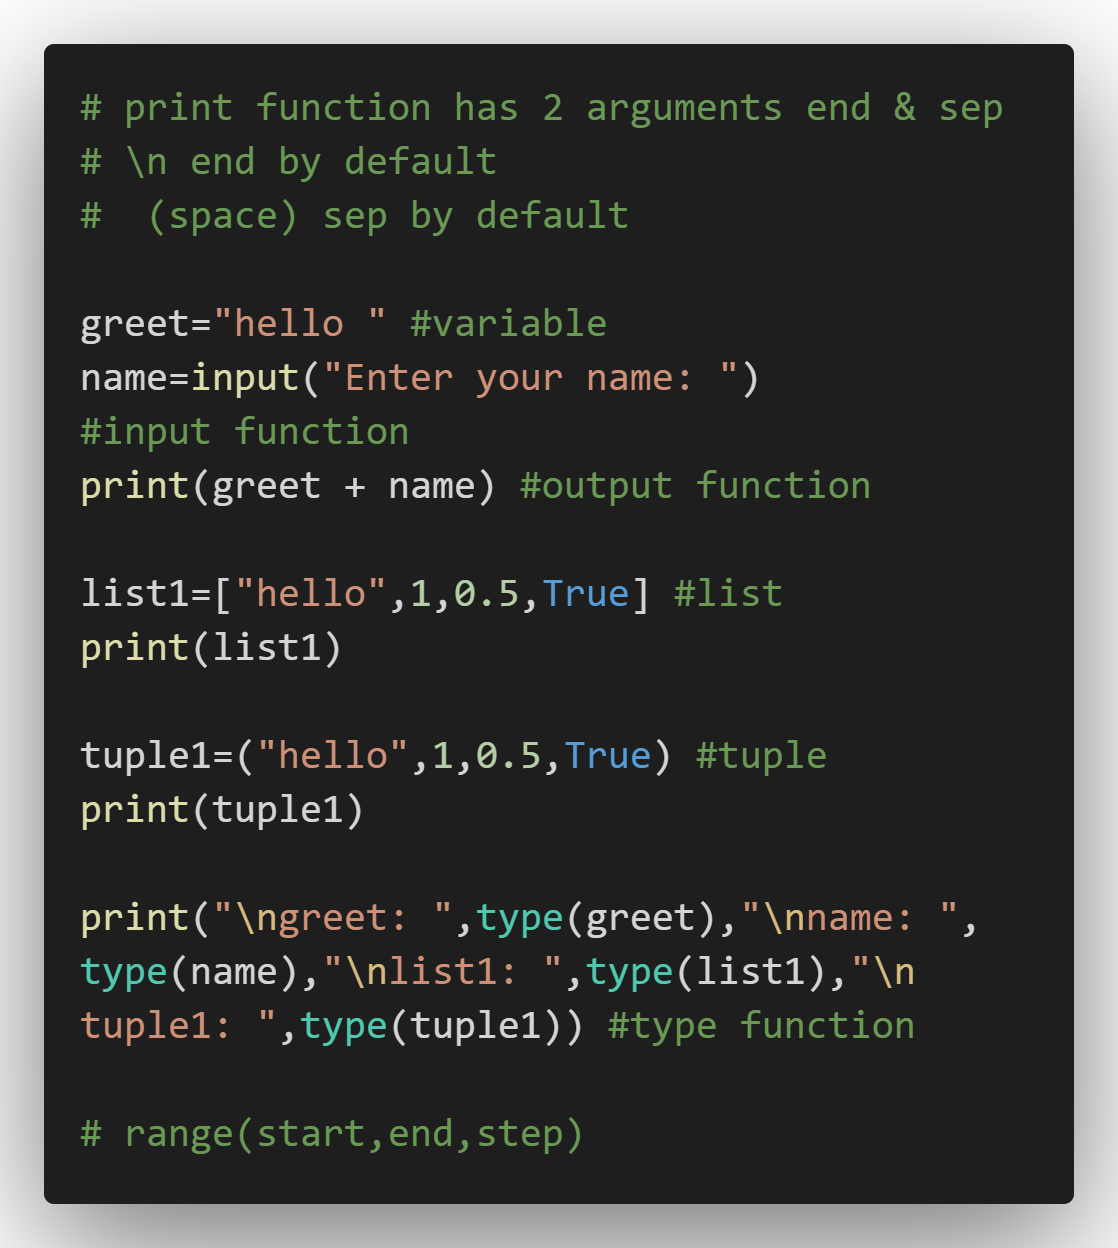 # print function has 2 arguments end & sep
# \n end by default
#  (space) sep by default
greet="hello " #variable
name=input("Enter your name: ")
#input function
print(greet + name) #output function
list1=["hello",1,0.5,True] #list
print(list1)
tuple1=("hello",1,0.5,True) #tuple
print(tuple1)
print("\ngreet: ",type(greet),"\nname: ",
type(name),"\nlist1: ",type(list1),"\n
tuple1: ",type(tuple1)) #type function
# range(start,end,step)